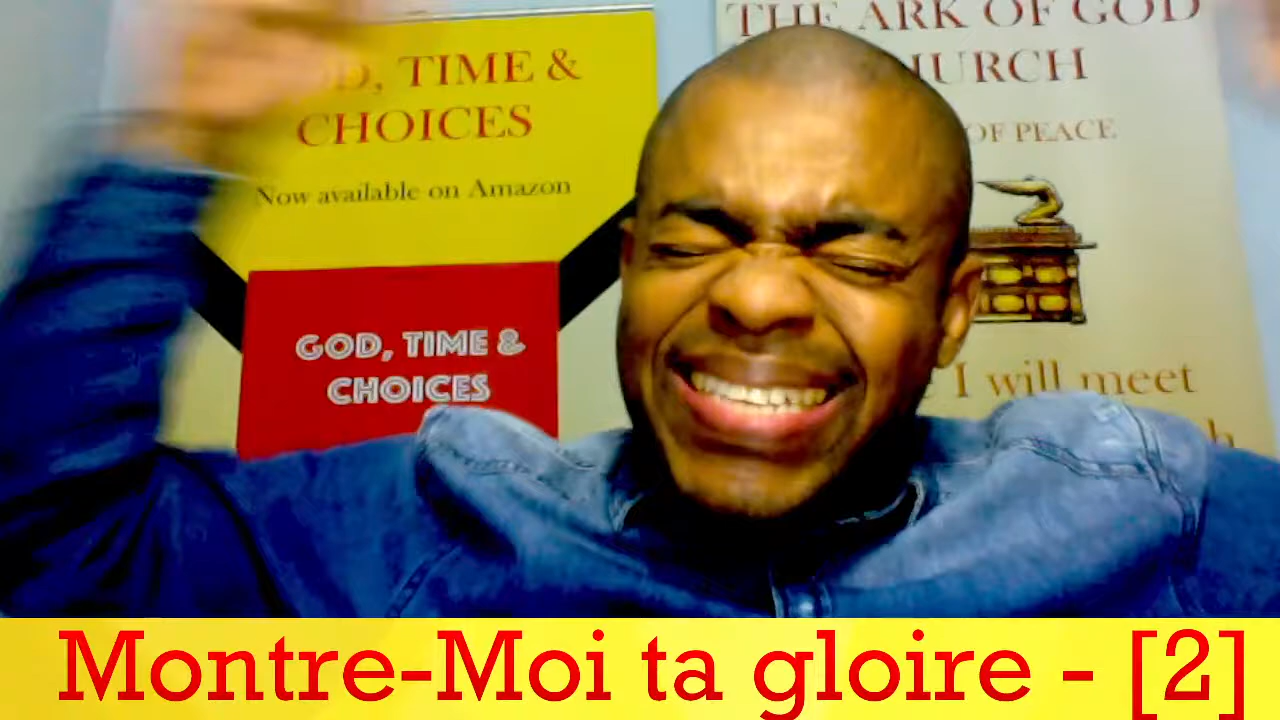 TIME &
CHOICES
Now available on Amazon
GOD, TIME &
CHOICES
THE ARK OF GOD
OF PEACE
I will meet
Montre-Moi ta gloire - [2]